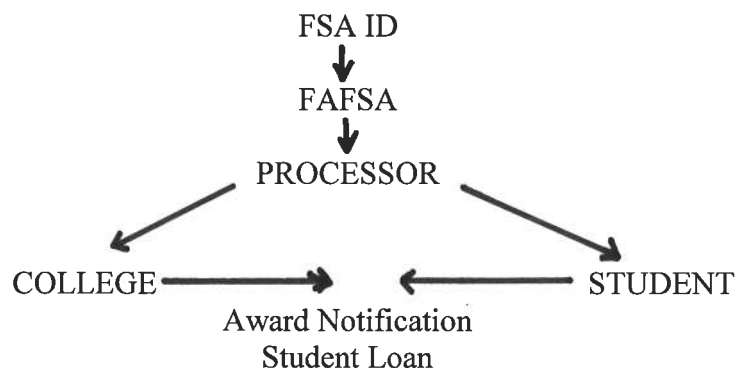 FSA ID
FAFSA
PROCESSOR
COLLEGE
STUDENT
Award Notification
Student Loan